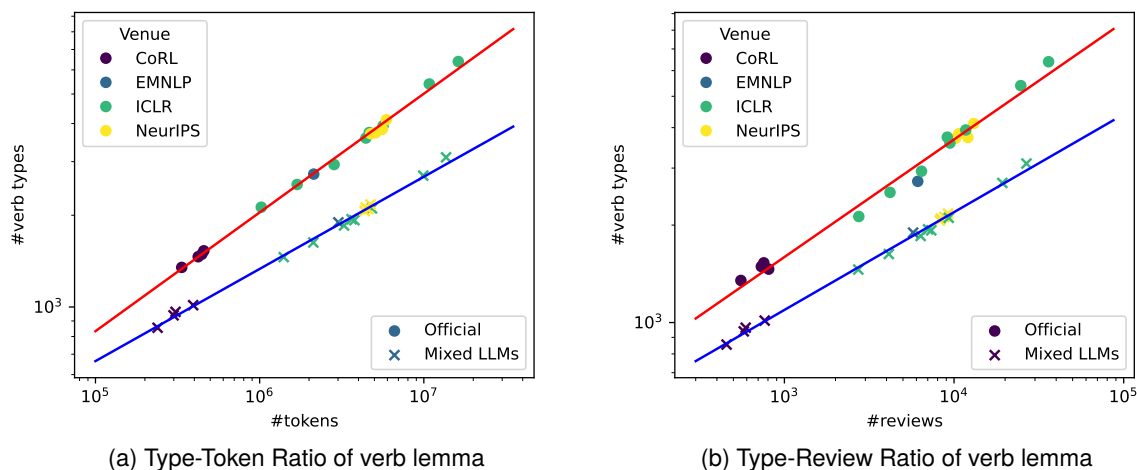 Venue
CoRL
EMNLP
ICLR
NeurIPS
#verb types
10³
Official
Mixed LLMs
10⁵
10⁶
10⁷
#tokens
(a) Type-Token Ratio of verb lemma
Venue
CoRL
EMNLP
ICLR
NeurIPS
#verb types
10³
Official
Mixed LLMs
10³
10⁴
10⁵
#reviews
(b) Type-Review Ratio of verb lemma